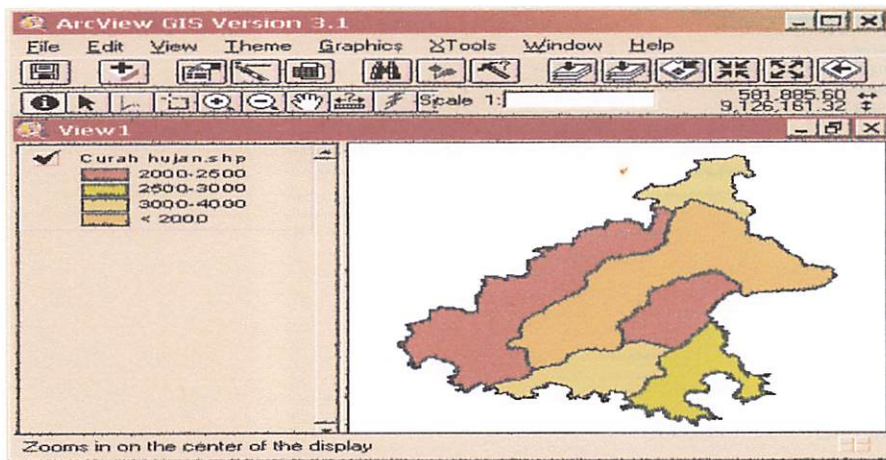 ArcView GIS Version 3.1
File Edit View Theme Graphics XTools Window Help
Scale 1:
581,885.60
9,126,161.32
View1
Curah hujan.shp
2000-2500
2500-3000
3000-4000
< 2000
Zooms in on the center of the display